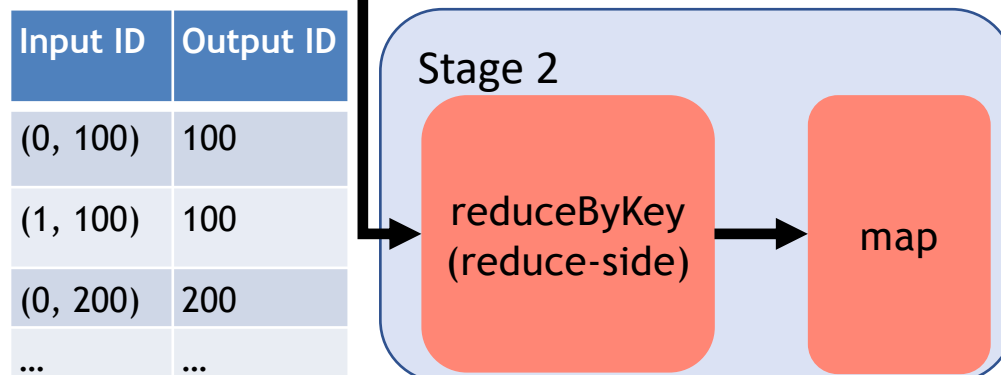 Input ID Output ID
(0, 100) 100
(1, 100) 100
(0, 200) 200
... ...
Stage 2
reduceByKey
(reduce-side)
map